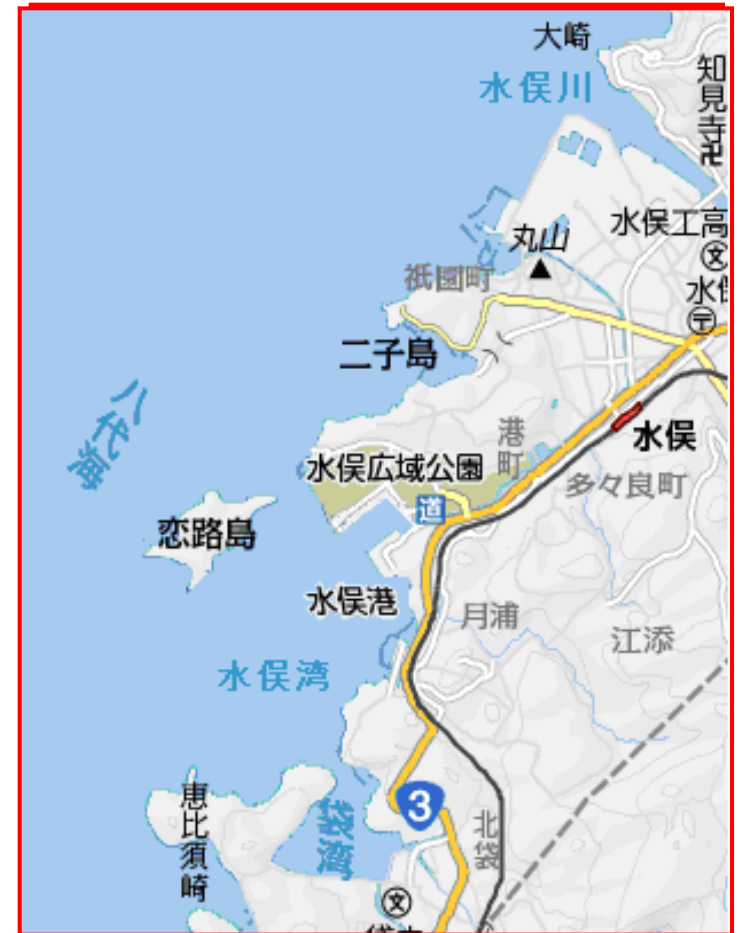 大崎
水俣川
知見寺
水俣工高
丸山
祇園町
二子島
八代海
港町
水俣
水俣広域公園
道
多々良町
恋路島
水俣港
月浦
江添
水俣湾
3
恵比須崎
袋湾
北袋
文
文